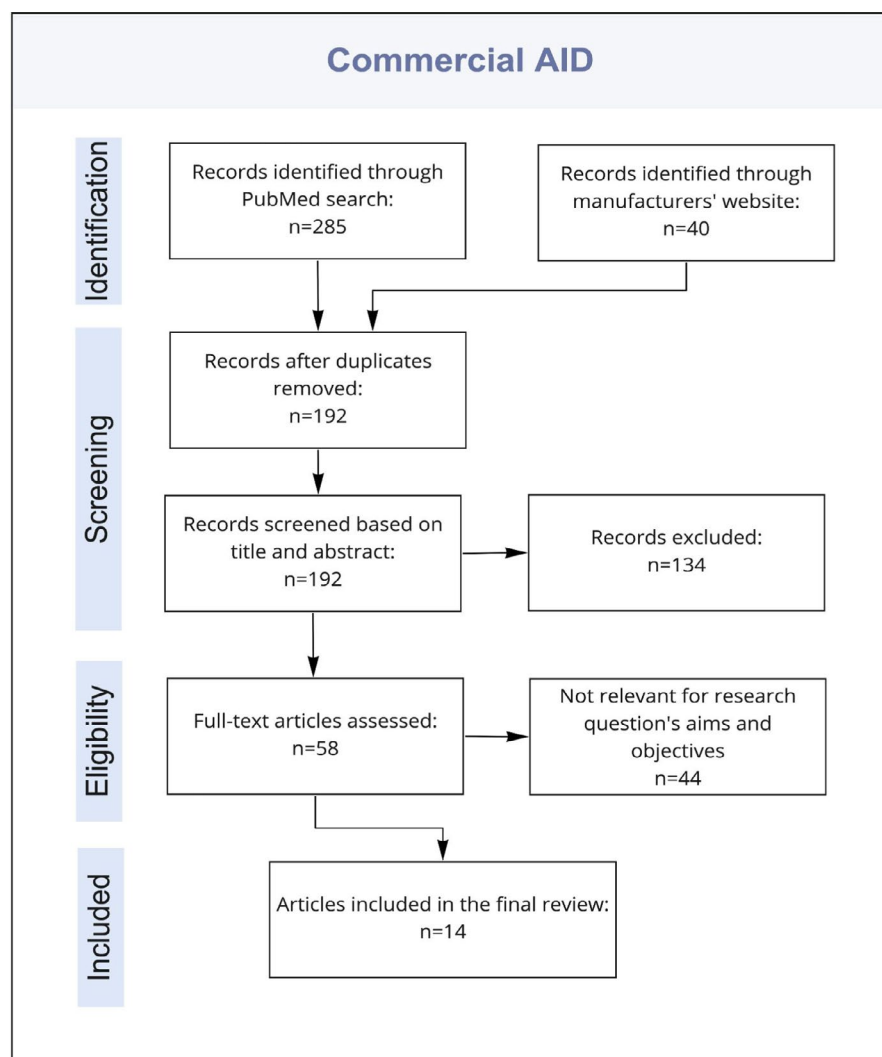 Commercial AID
Identification
Records identified through
PubMed search:
n=285
Records identified through
manufacturers' website:
n=40
Screening
Records after duplicates
removed:
n=192
Records screened based on
title and abstract:
n=192
Records excluded:
n=134
Eligibility
Full-text articles assessed:
n=58
Not relevant for research
question's aims and
objectives
n=44
Included
Articles included in the final review:
n=14